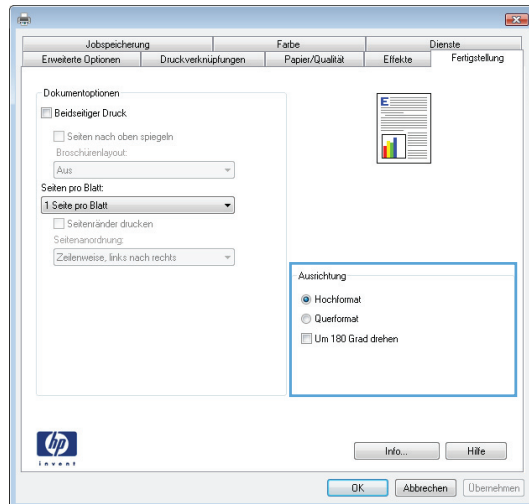 Jobspeicherung Farbe Dienste
Erweiterte Optionen Druckverknüpfungen Papier/Qualität Effekte Fertigstellung
Dokumentoptionen
Beidseitiger Druck
Seiten nach oben spiegeln
Broschürenlayout:
Aus
Seiten pro Blatt:
1 Seite pro Blatt
Seitenränder drucken
Seitenanordnung:
Zeilenweise, links nach rechts
E
Ausrichtung
Hochformat
Querformat
Um 180 Grad drehen
hp
invent
Info... Hilfe
OK Abbrechen Übernehmen